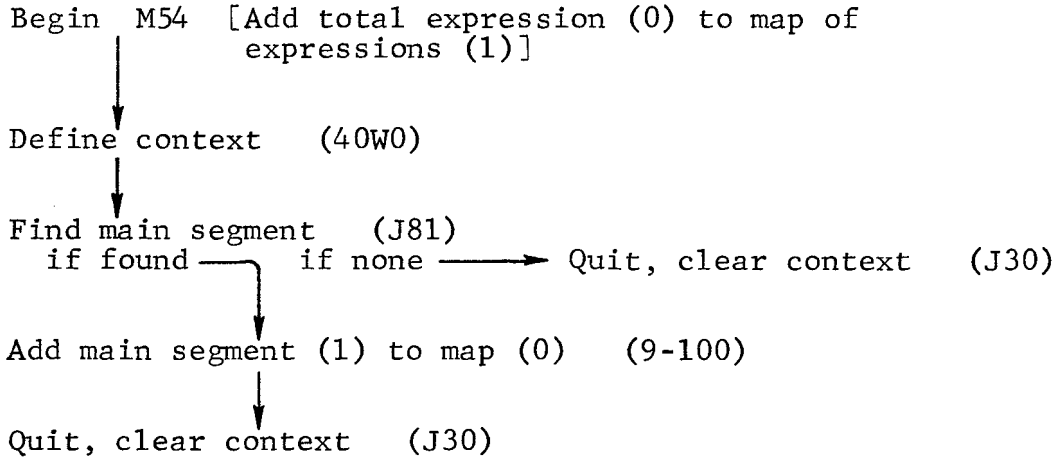 Begin M54 [Add total expression (0) to map of
expressions (1)]
Define context (40W0)
Find main segment (J81)
if found if none Quit, clear context (J30)
Add main segment (1) to map (0) (9-100)
Quit, clear context (J30)